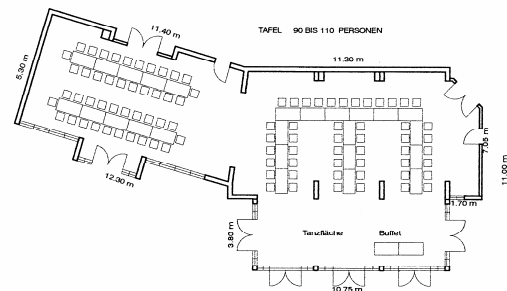 TAFEL 90 BIS 110 PERSONEN
11.40 m
11.30 m
5.30 m
7.05 m
11.00 m
12.30 m
1.70 m
3.80 m
Tanzfläche
Buffet
10.75 m